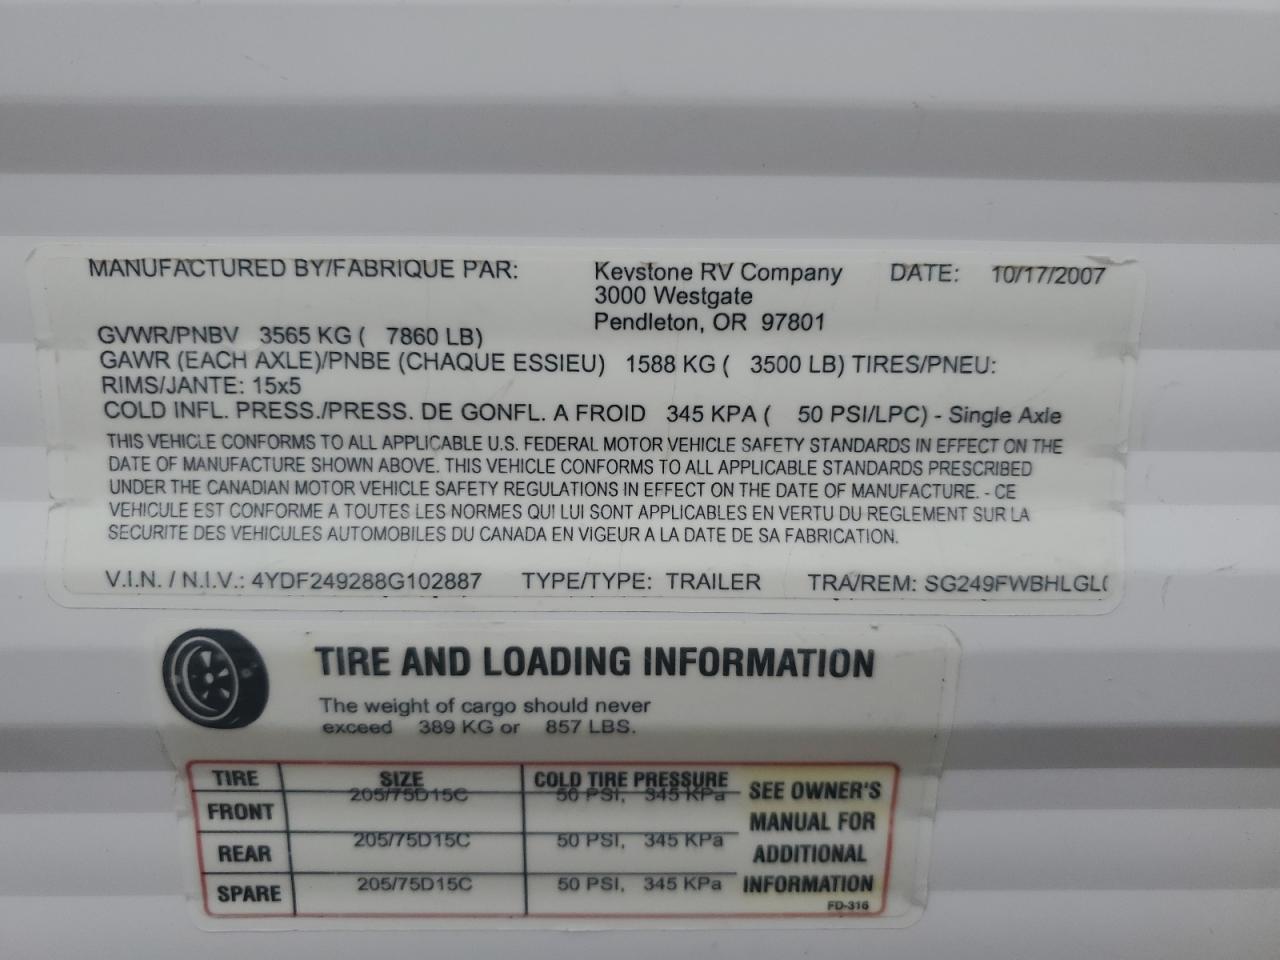 MANUFACTURED BY/FABRIQUE PAR: Keystone RV Company DATE: 10/17/2007
3000 Westgate
Pendleton, OR 97801
GVWR/PNBV 3565 KG ( 7860 LB)
GAWR (EACH AXLE)/PNBE (CHAQUE ESSIEU) 1588 KG ( 3500 LB) TIRES/PNEU:
RIMS/JANTE: 15x5
COLD INFL. PRESS./PRESS. DE GONFL. A FROID 345 KPA ( 50 PSI/LPC) - Single Axle
THIS VEHICLE CONFORMS TO ALL APPLICABLE U.S. FEDERAL MOTOR VEHICLE SAFETY STANDARDS IN EFFECT ON THE
DATE OF MANUFACTURE SHOWN ABOVE. THIS VEHICLE CONFORMS TO ALL APPLICABLE STANDARDS PRESCRIBED
UNDER THE CANADIAN MOTOR VEHICLE SAFETY REGULATIONS IN EFFECT ON THE DATE OF MANUFACTURE. - CE
VEHICULE EST CONFORME A TOUTES LES NORMES QUI LUI SONT APPLICABLES EN VERTU DU REGLEMENT SUR LA
SECURITE DES VEHICULES AUTOMOBILES DU CANADA EN VIGEUR A LA DATE DE SA FABRICATION.
V.I.N. / N.I.V.: 4YDF249288G102887 TYPE/TYPE: TRAILER TRA/REM: SG249FWBHLGL(
TIRE AND LOADING INFORMATION
The weight of cargo should never
exceed 389 KG or 857 LBS.
TIRE SIZE COLD TIRE PRESSURE
FRONT 205/75D15C 50 PSI, 345 KPa
REAR 205/75D15C 50 PSI, 345 KPa
SPARE 205/75D15C 50 PSI, 345 KPa
SEE OWNER'S
MANUAL FOR
ADDITIONAL
INFORMATION
FD-316